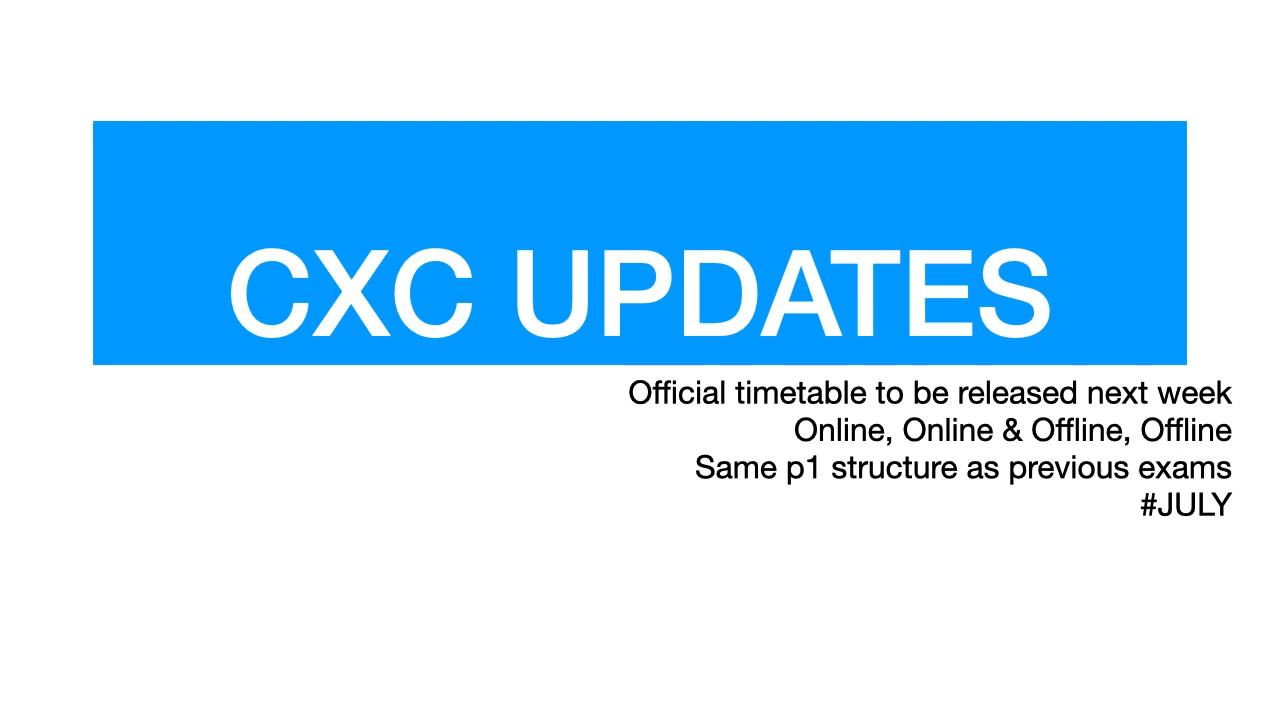 CXC UPDATES
Official timetable to be released next week
Online, Online & Offline, Offline
Same p1 structure as previous exams
#JULY